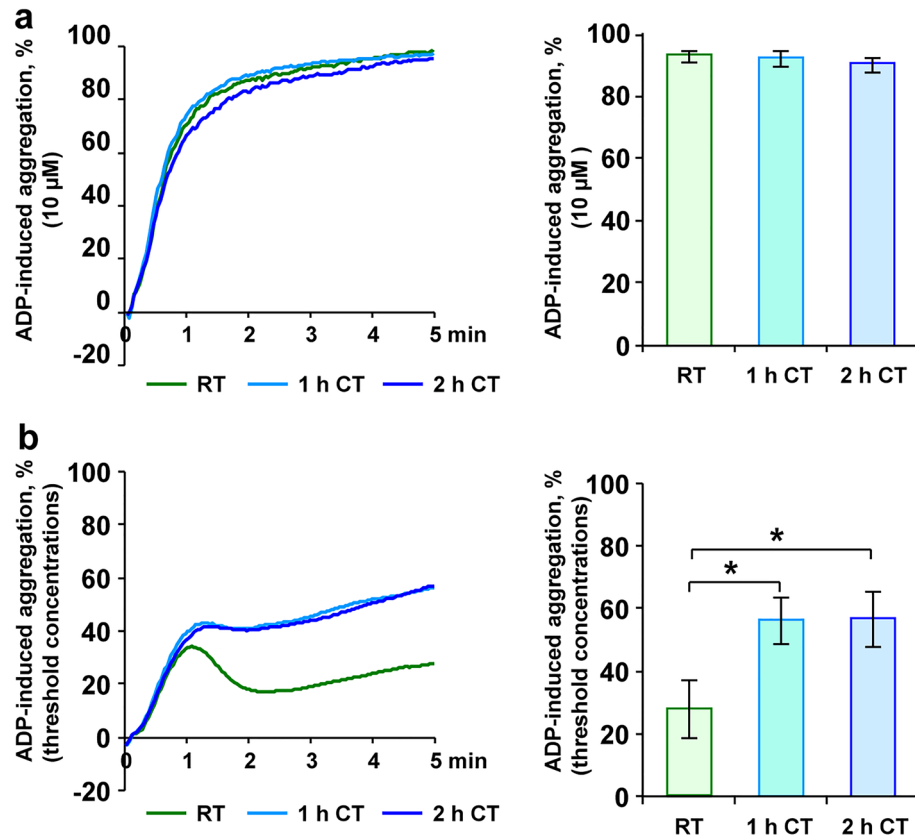 a
ADP-induced aggregation, %
(10 µM)
100
80
60
40
20
0
-20
0 1 2 3 4 5 min
RT 1 h CT 2 h CT
ADP-induced aggregation, %
(10 µM )
100
80
60
40
20
0
RT 1 h CT 2 h CT
b
ADP-induced aggregation, %
(threshold concentrations)
100
80
60
40
20
0
-20
0 1 2 3 4 5 min
RT 1 h CT 2 h CT
ADP-induced aggregation, %
(threshold concentrations)
100
80
60
40
20
0
*
*
RT 1 h CT 2 h CT